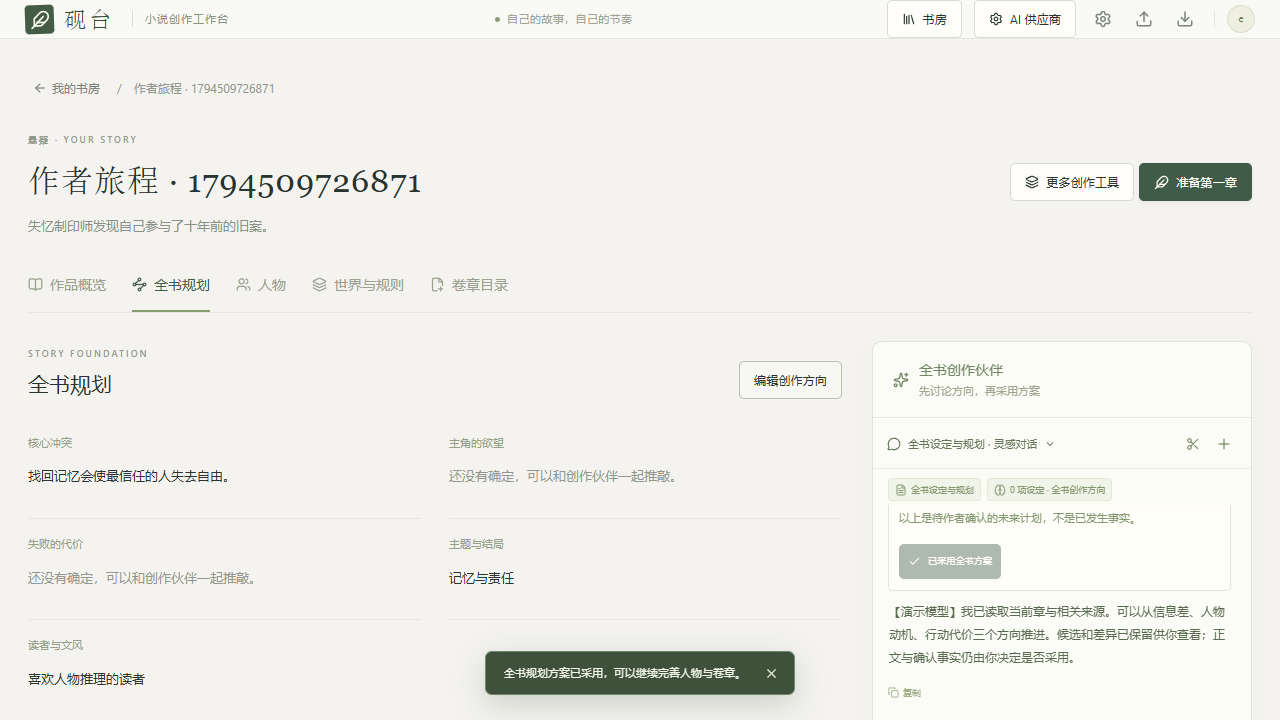 砚台
小说创作工作台
自己的故事，自己的节奏
书房
AI 供应商
c
我的书房 / 作者旅程 · 1794509726871
悬疑 · YOUR STORY
作者旅程 · 1794509726871
更多创作工具
准备第一章
失忆制印师发现自己参与了十年前的旧案。
作品概览
全书规划
人物
世界与规则
卷章目录
STORY FOUNDATION
全书规划
编辑创作方向
核心冲突
找回记忆会使最信任的人失去自由。
主角的欲望
还没有确定，可以和创作伙伴一起推敲。
失败的代价
还没有确定，可以和创作伙伴一起推敲。
主题与结局
记忆与责任
读者与文风
喜欢人物推理的读者
全书创作伙伴
先讨论方向，再采用方案
全书设定与规划 · 灵感对话
全书设定与规划
0 项设定 · 全书创作方向
以上是待作者确认的未来计划，不是已发生事实。
已采用全书方案
【演示模型】我已读取当前章与相关来源。可以从信息差、人物
动机、行动代价三个方向推进。候选和差异已保留供你查看；正
文与确认事实仍由你决定是否采用。
复制
全书规划方案已采用，可以继续完善人物与卷章。